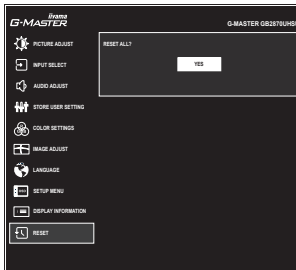 iiyama
G-MASTER
G-MASTER GB2870UHS
PICTURE ADJUST
RESET ALL?
YES
INPUT SELECT
AUDIO ADJUST
STORE USER SETTING
COLOR SETTINGS
IMAGE ADJUST
LANGUAGE
SETUP MENU
DISPLAY INFORMATION
RESET